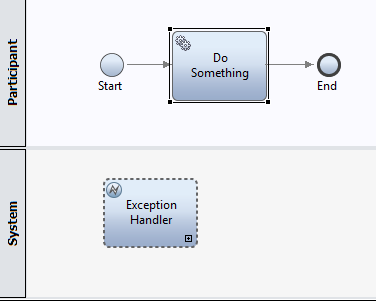 Participant
Do
Something
Start
End
System
Exception
Handler